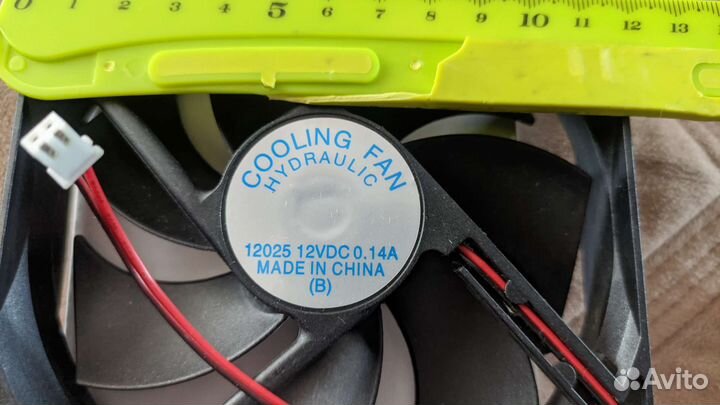 0 1 2 3 4 5 6 7 8 9 10 11 12 13
COOLING FAN
HYDRAULIC
12025 12VDC 0.14A
MADE IN CHINA
(B)
Avito